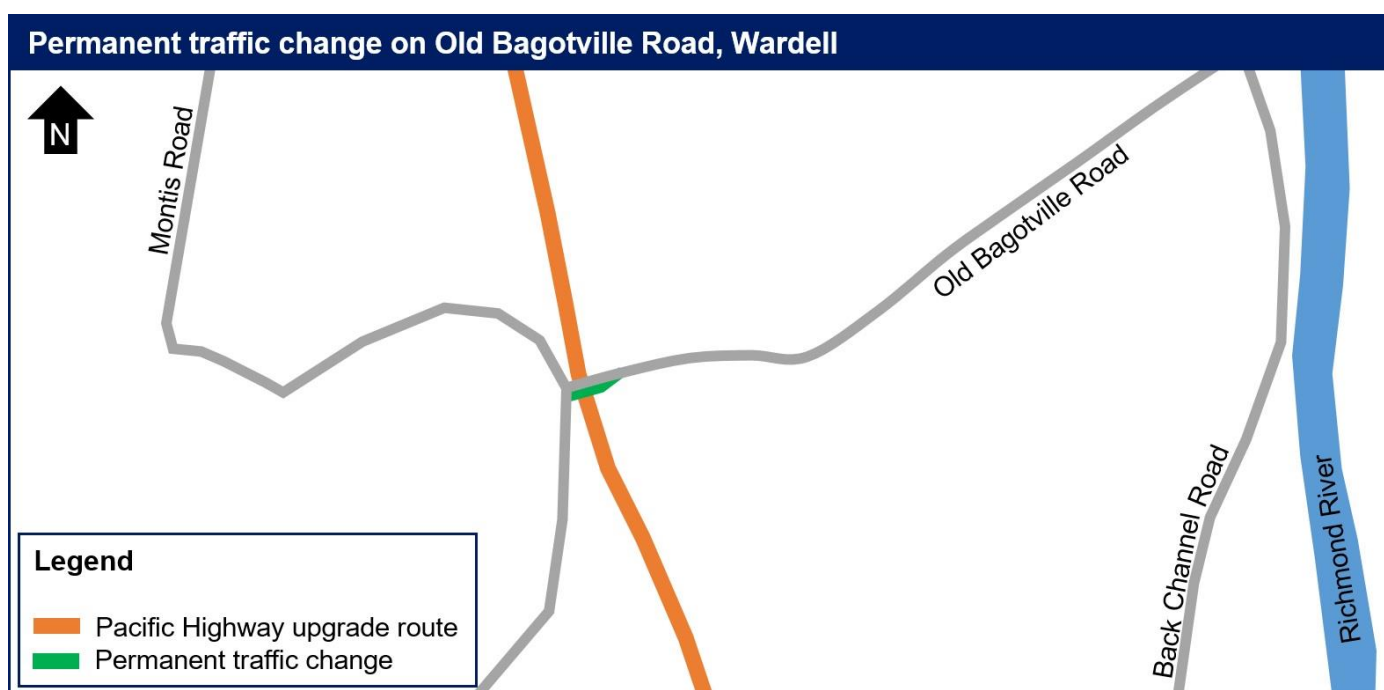 Permanent traffic change on Old Bagotville Road, Wardell
N
Montis Road
Old Bagotville Road
Back Channel Road
Richmond River
Legend
Pacific Highway upgrade route
Permanent traffic change